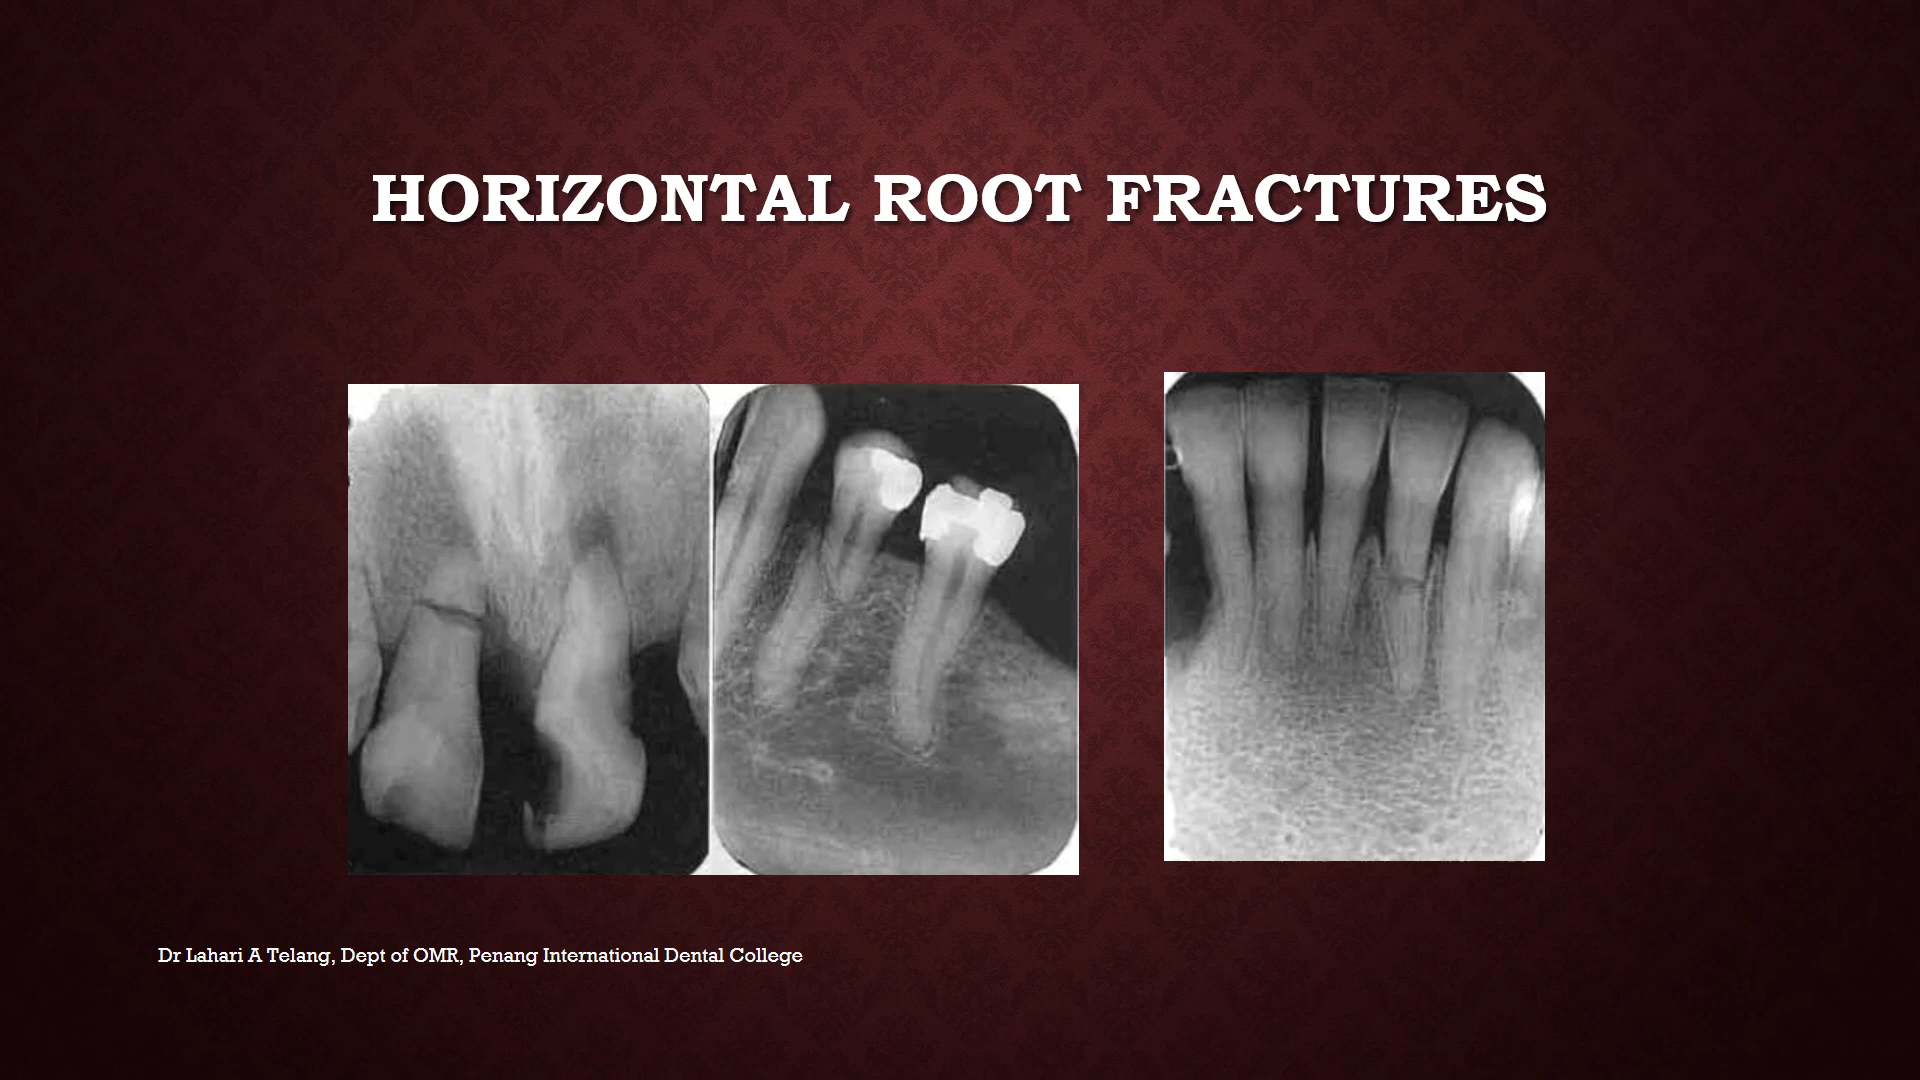 HORIZONTAL ROOT FRACTURES
Dr Lahari A Telang, Dept of OMR, Penang International Dental College